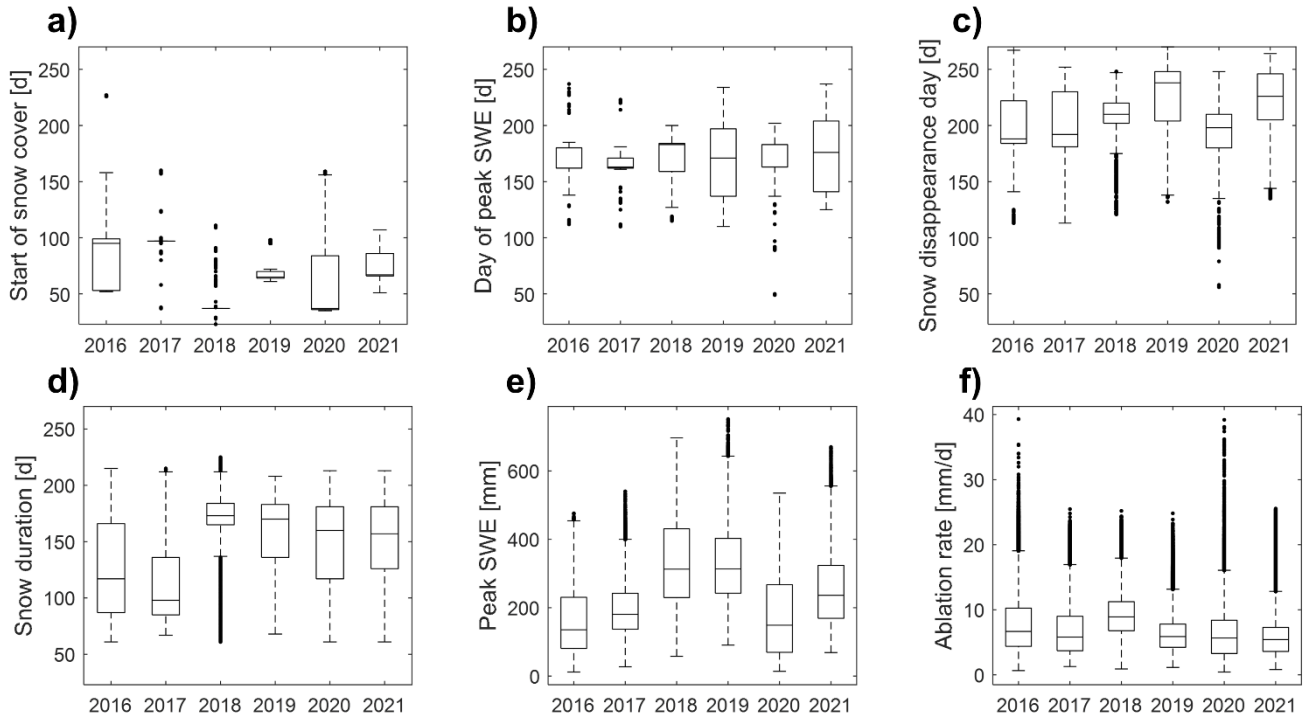 a)
Start of snow cover [d]
250
200
150
100
50
2016 2017 2018 2019 2020 2021
b)
Day of peak SWE [d]
250
200
150
100
50
2016 2017 2018 2019 2020 2021
c)
Snow disappearance day [d]
250
200
150
100
50
2016 2017 2018 2019 2020 2021
d)
Snow duration [d]
250
200
150
100
50
2016 2017 2018 2019 2020 2021
e)
Peak SWE [mm]
600
400
200
0
2016 2017 2018 2019 2020 2021
f)
Ablation rate [mm/d]
40
30
20
10
0
2016 2017 2018 2019 2020 2021